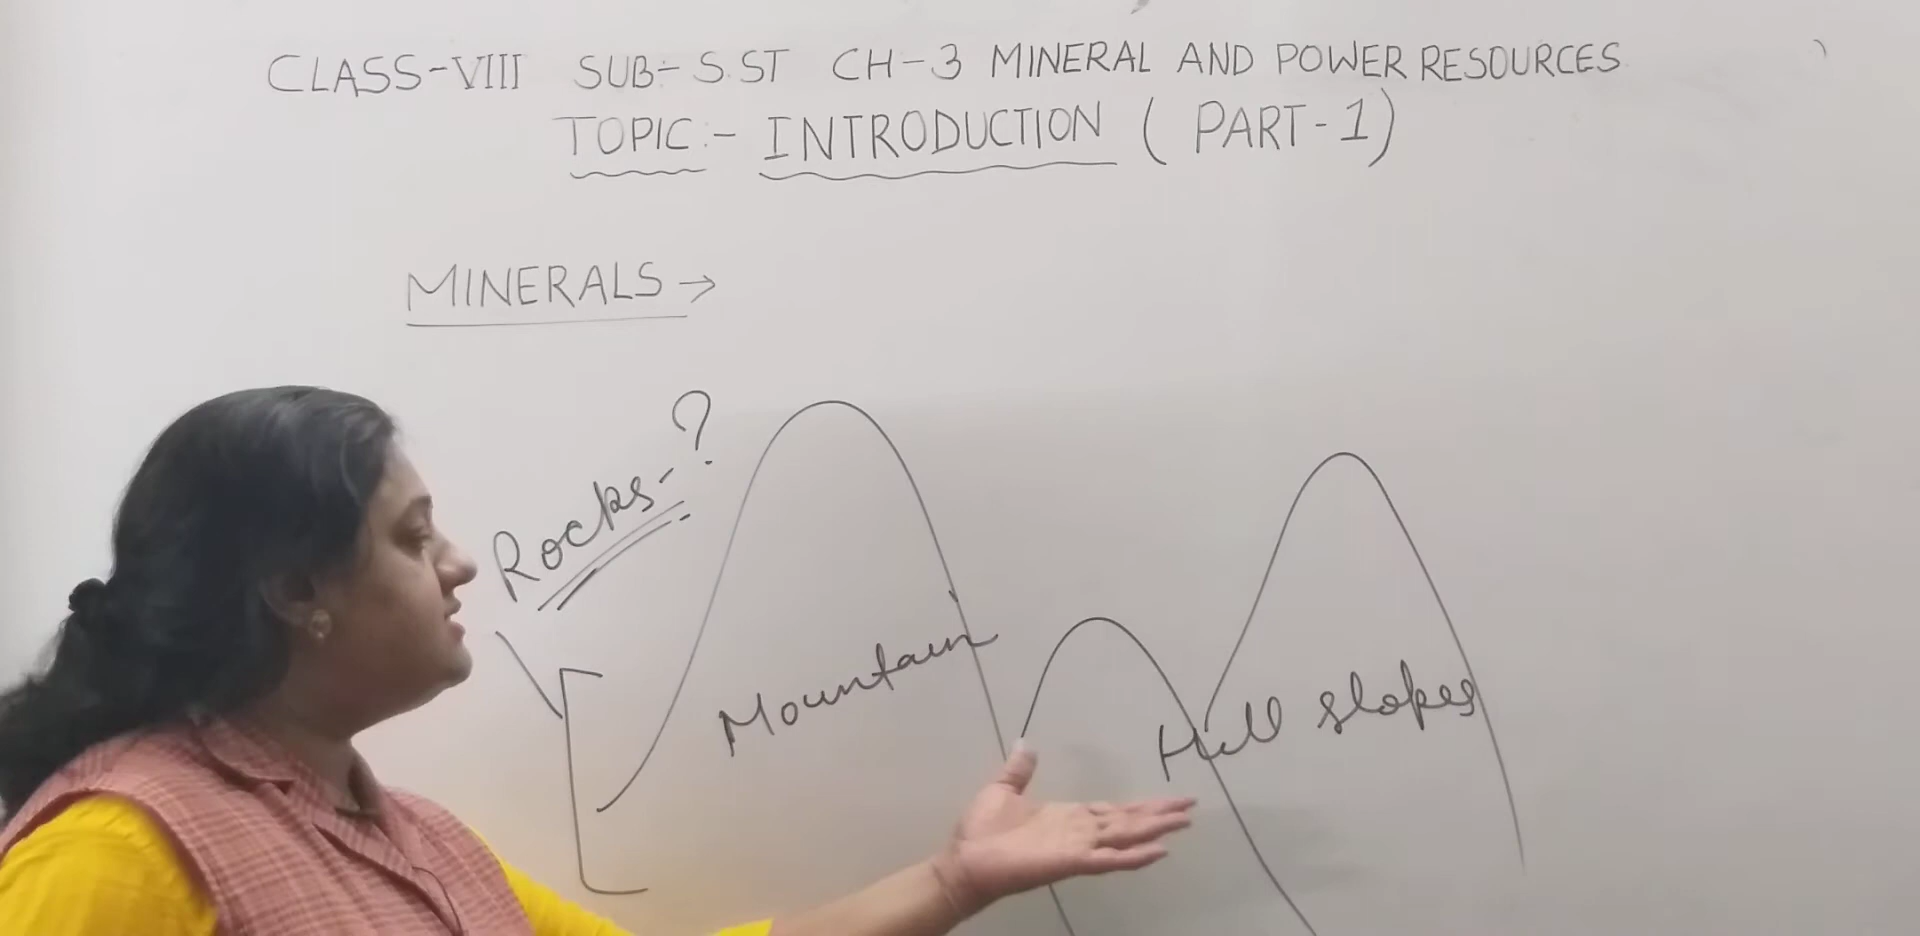 CLASS-VIII SUB:- S.ST CH-3 MINERAL AND POWER RESOURCES
TOPIC:- INTRODUCTION (PART-1)
MINERALS →
Rocks-?
Mountain
Hill slopes